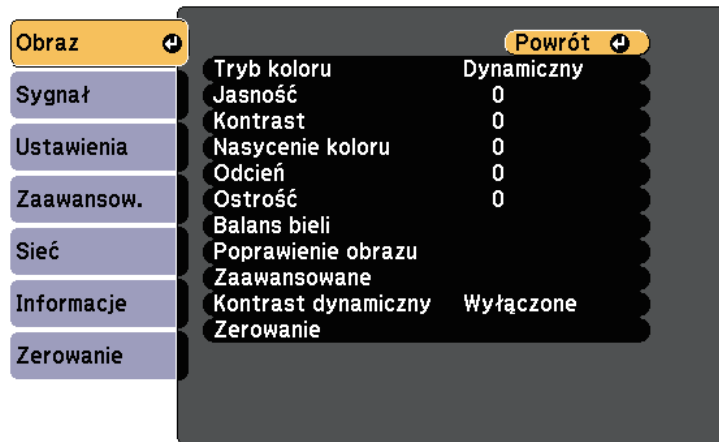 Obraz
Sygnał
Ustawienia
Zaawansow.
Sieć
Informacje
Zerowanie
Powrót
Tryb koloru Dynamiczny
Jasność 0
Kontrast 0
Nasycenie koloru 0
Odcień 0
Ostrość 0
Balans bieli
Poprawienie obrazu
Zaawansowane
Kontrast dynamiczny Wyłączone
Zerowanie